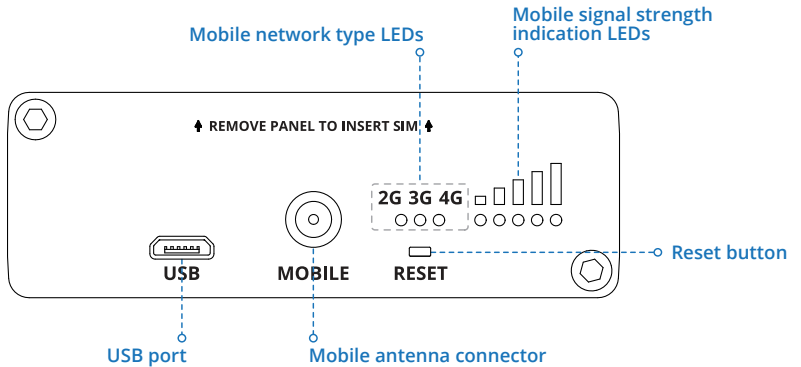 Mobile network type LEDs
Mobile signal strength
indication LEDs
REMOVE PANEL TO INSERT SIM
2G 3G 4G
USB
MOBILE
RESET
Reset button
USB port
Mobile antenna connector